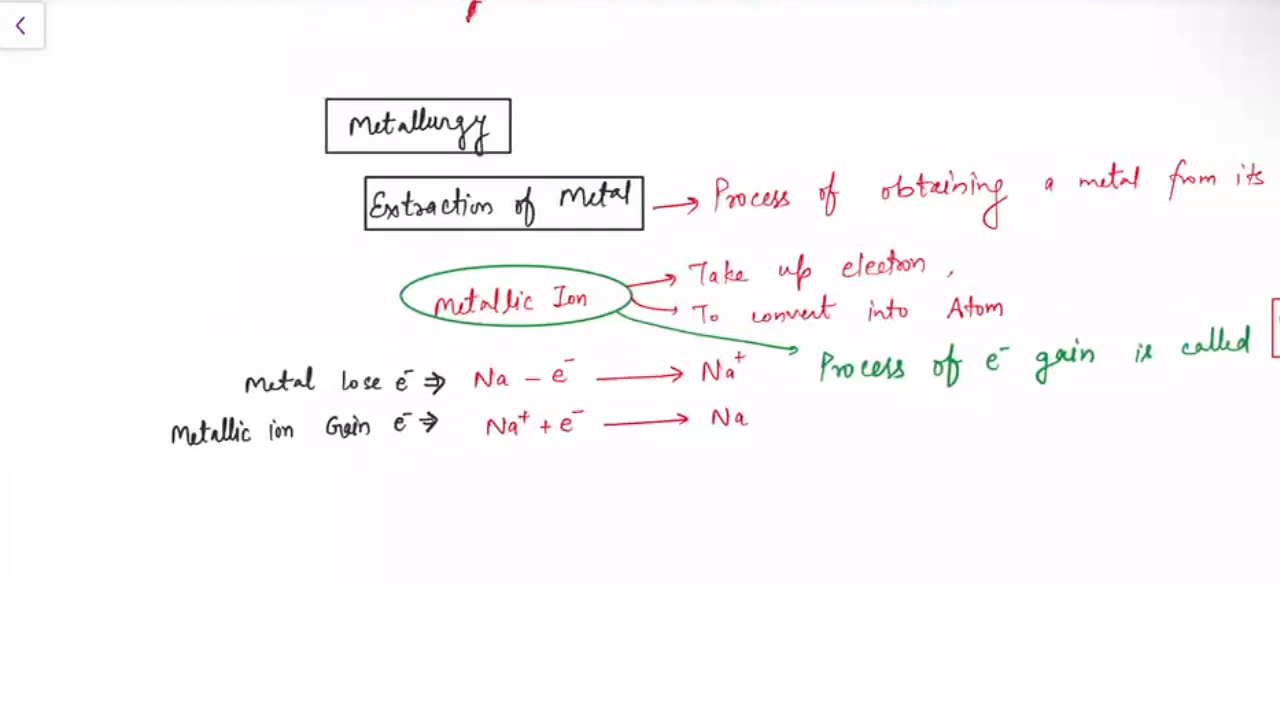 Metallurgy
Extraction of Metal → Process of obtaining a metal from its
Metallic Ion → Take up electron,
→ To convert into Atom
→ Process of e⁻ gain is called
Metal lose e⁻ ⇒ Na - e⁻ → Na⁺
Metallic ion Gain e⁻ ⇒ Na⁺ + e⁻ → Na